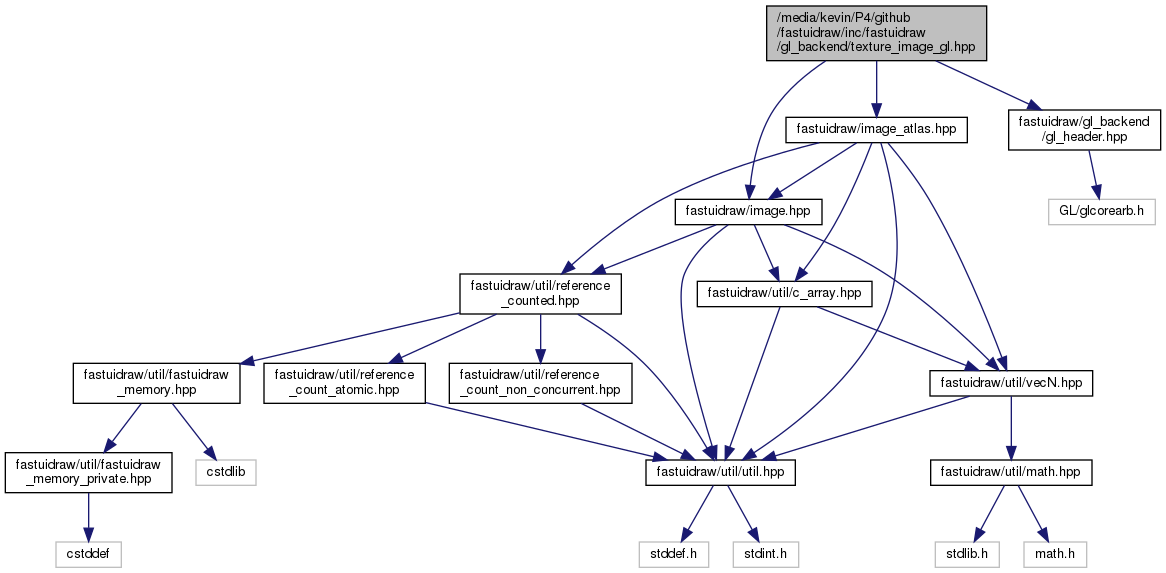 /media/kevin/P4/github
/fastuidraw/inc/fastuidraw
/gl_backend/texture_image_gl.hpp
fastuidraw/image_atlas.hpp
fastuidraw/gl_backend
/gl_header.hpp
fastuidraw/image.hpp
GL/glcorearb.h
fastuidraw/util/reference
_counted.hpp
fastuidraw/util/c_array.hpp
fastuidraw/util/fastuidraw
_memory.hpp
fastuidraw/util/reference
_count_atomic.hpp
fastuidraw/util/reference
_count_non_concurrent.hpp
fastuidraw/util/vecN.hpp
fastuidraw/util/fastuidraw
_memory_private.hpp
cstdlib
fastuidraw/util/util.hpp
fastuidraw/util/math.hpp
cstddef
stddef.h
stdint.h
stdlib.h
math.h